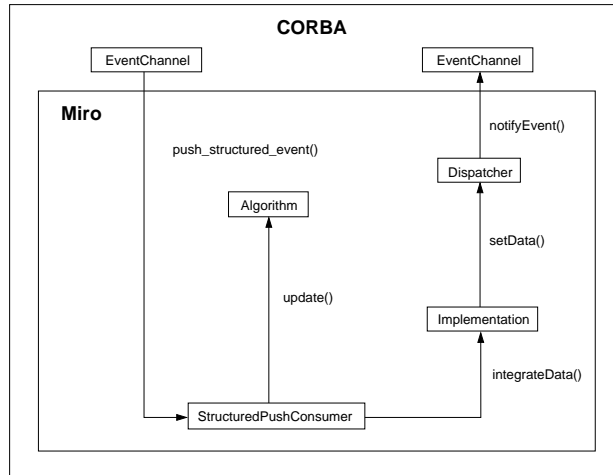 CORBA
EventChannel
EventChannel
Miro
notifyEvent()
push_structured_event()
Dispatcher
Algorithm
setData()
update()
Implementation
integrateData()
StructuredPushConsumer